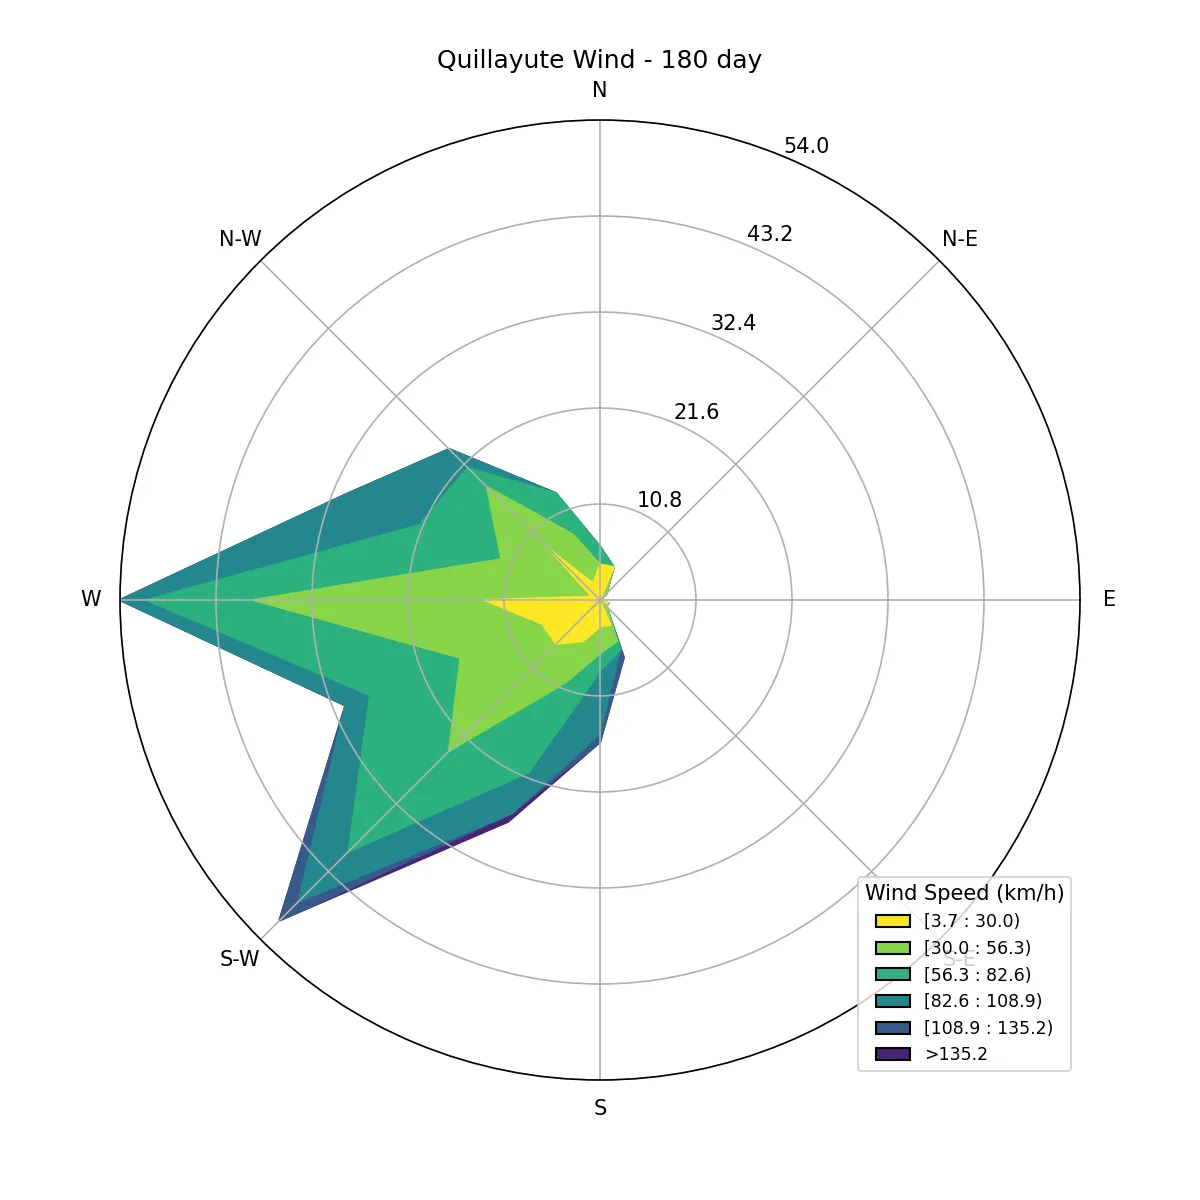 Quillayute Wind - 180 day
N
54.0
N-W
43.2
N-E
32.4
21.6
10.8
W
E
Wind Speed (km/h)
[3.7 : 30.0)
[30.0 : 56.3)
S-W
S-E
[56.3 : 82.6)
[82.6 : 108.9)
[108.9 : 135.2)
>135.2
S